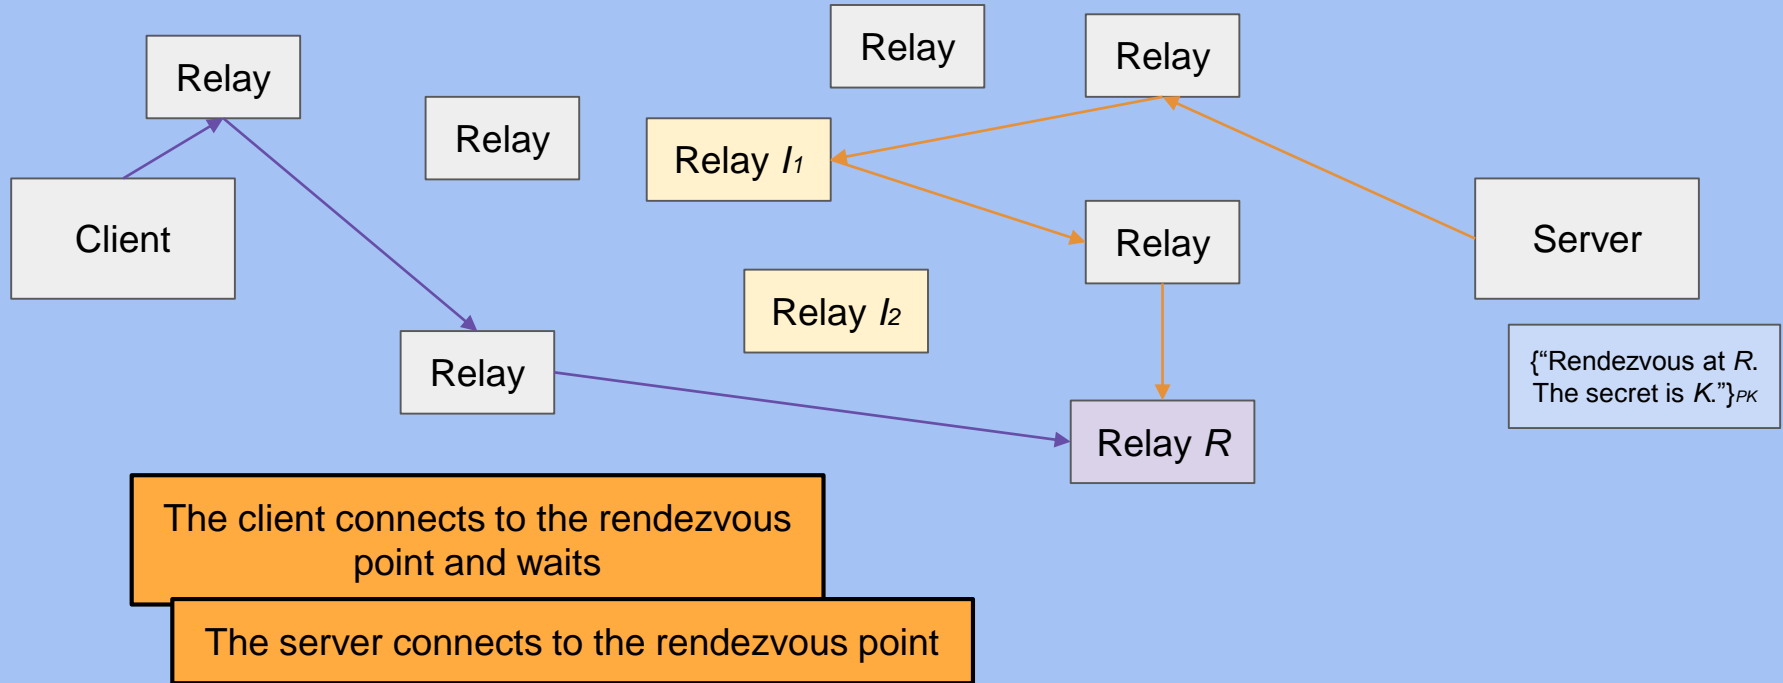 Relay
Relay
Relay
Relay
Relay I1
Client
Relay
Server
Relay I2
Relay
{“Rendezvous at R.
The secret is K.”}PK
Relay R
The client connects to the rendezvous
point and waits
The server connects to the rendezvous point